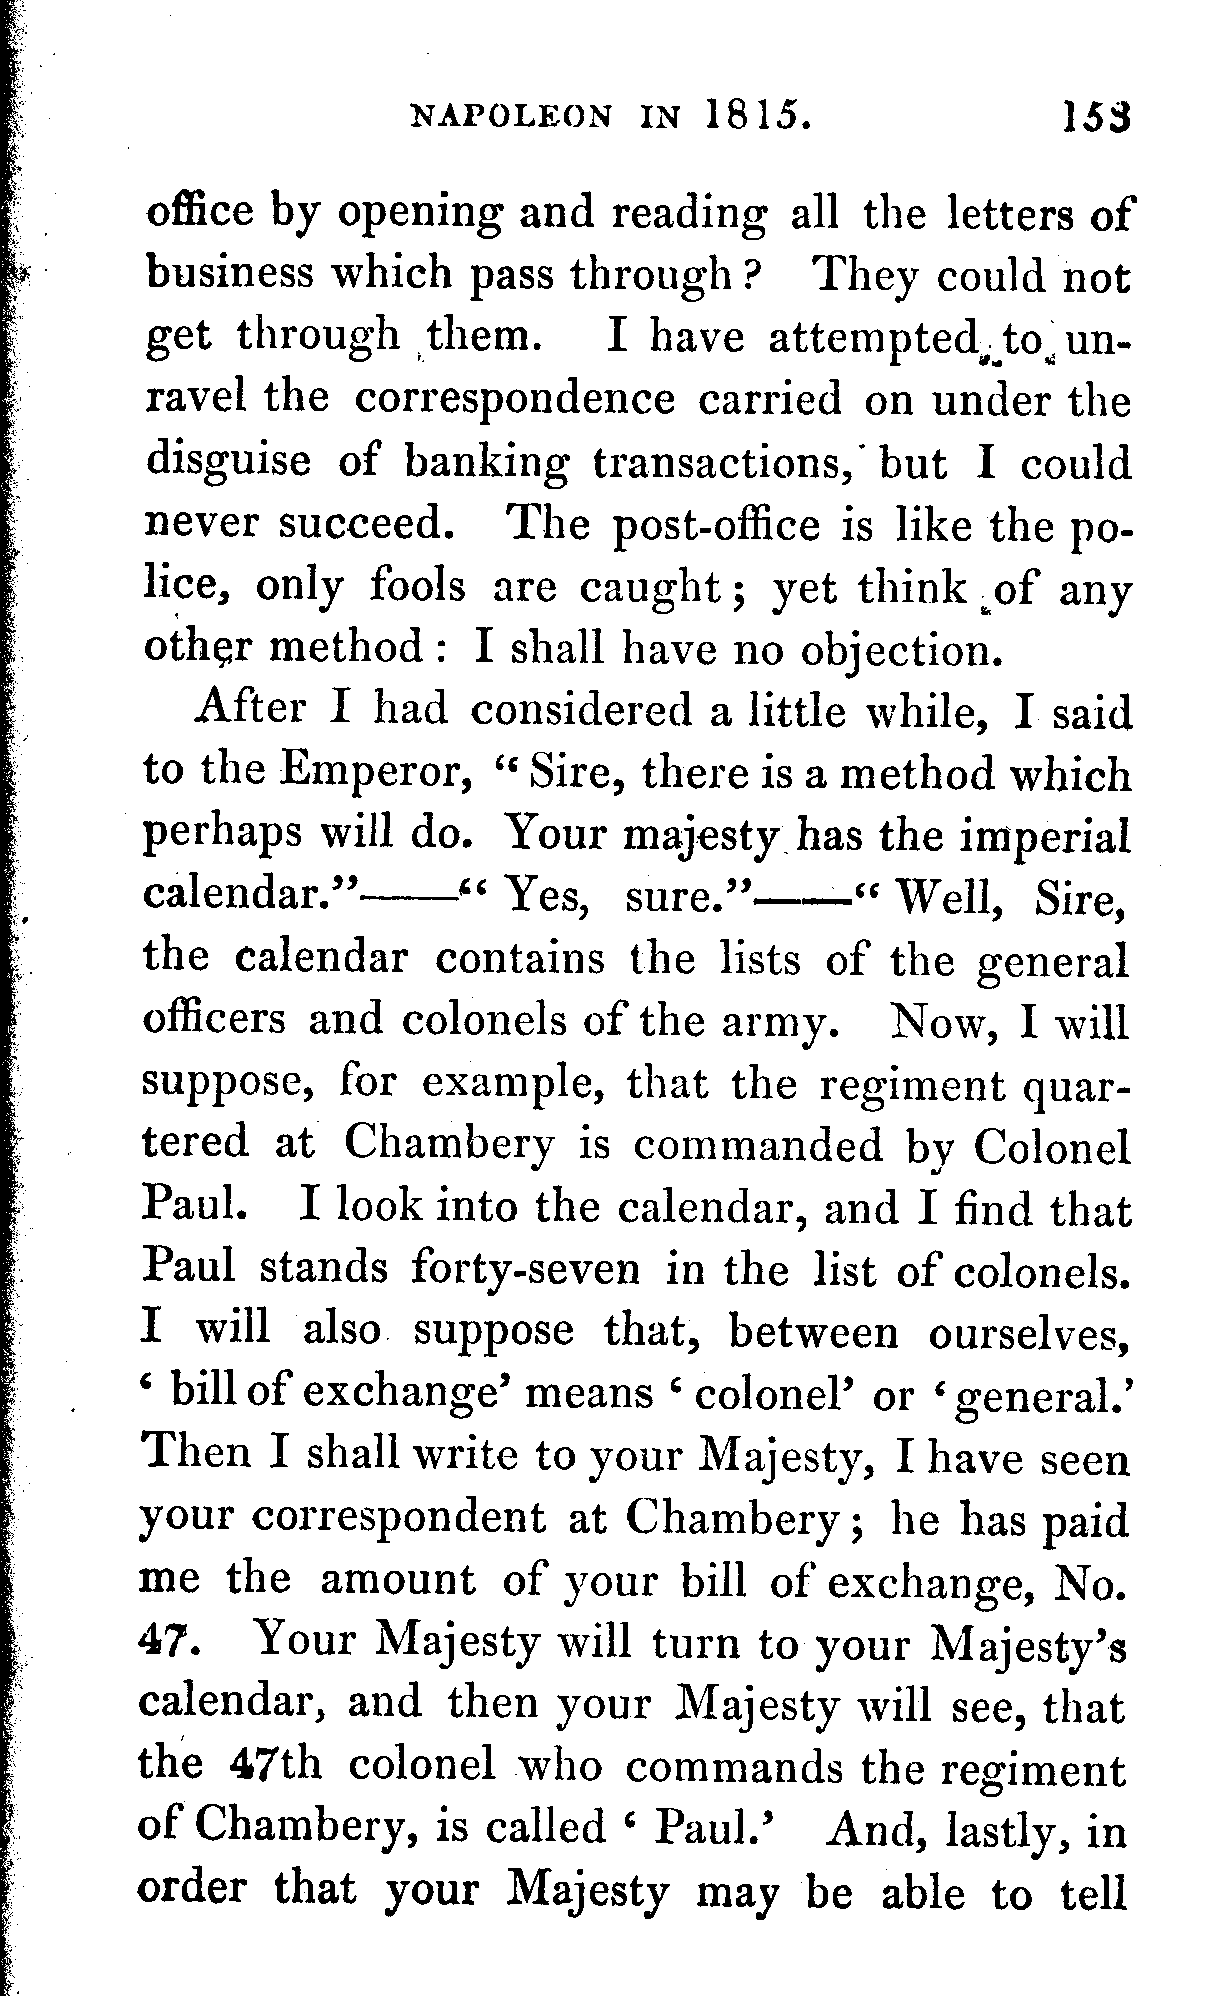 NAPOLEON IN 1815. 153
office by opening and reading all the letters of
business which pass through? They could not
get through them. I have attempted to un-
ravel the correspondence carried on under the
disguise of banking transactions, but I could
never succeed. The post-office is like the po-
lice, only fools are caught; yet think of any
other method: I shall have no objection.
After I had considered a little while, I said
to the Emperor, “Sire, there is a method which
perhaps will do. Your majesty has the imperial
calendar.”——“Yes, sure.”——“Well, Sire,
the calendar contains the lists of the general
officers and colonels of the army. Now, I will
suppose, for example, that the regiment quar-
tered at Chambery is commanded by Colonel
Paul. I look into the calendar, and I find that
Paul stands forty-seven in the list of colonels.
I will also suppose that, between ourselves,
‘bill of exchange’ means ‘colonel’ or ‘general.’
Then I shall write to your Majesty, I have seen
your correspondent at Chambery; he has paid
me the amount of your bill of exchange, No.
47. Your Majesty will turn to your Majesty’s
calendar, and then your Majesty will see, that
the 47th colonel who commands the regiment
of Chambery, is called ‘Paul.’ And, lastly, in
order that your Majesty may be able to tell